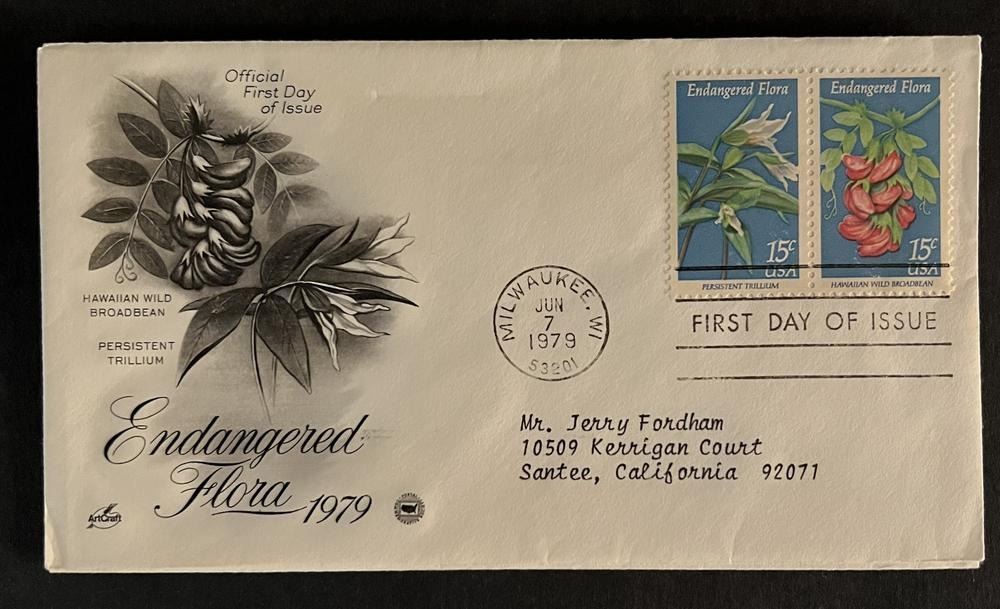 Official
First Day
of Issue
HAWAIIAN WILD
BROADBEAN
PERSISTENT
TRILLIUM
Endangered
Flora 1979
ArtCraft
Endangered Flora
15c
USA
PERSISTENT TRILLIUM
Endangered Flora
15c
USA
HAWAIIAN WILD BROADBEAN
MILWAUKEE, WI
JUN
7
1979
53201
FIRST DAY OF ISSUE
Mr. Jerry Fordham
10509 Kerrigan Court
Santee, California 92071